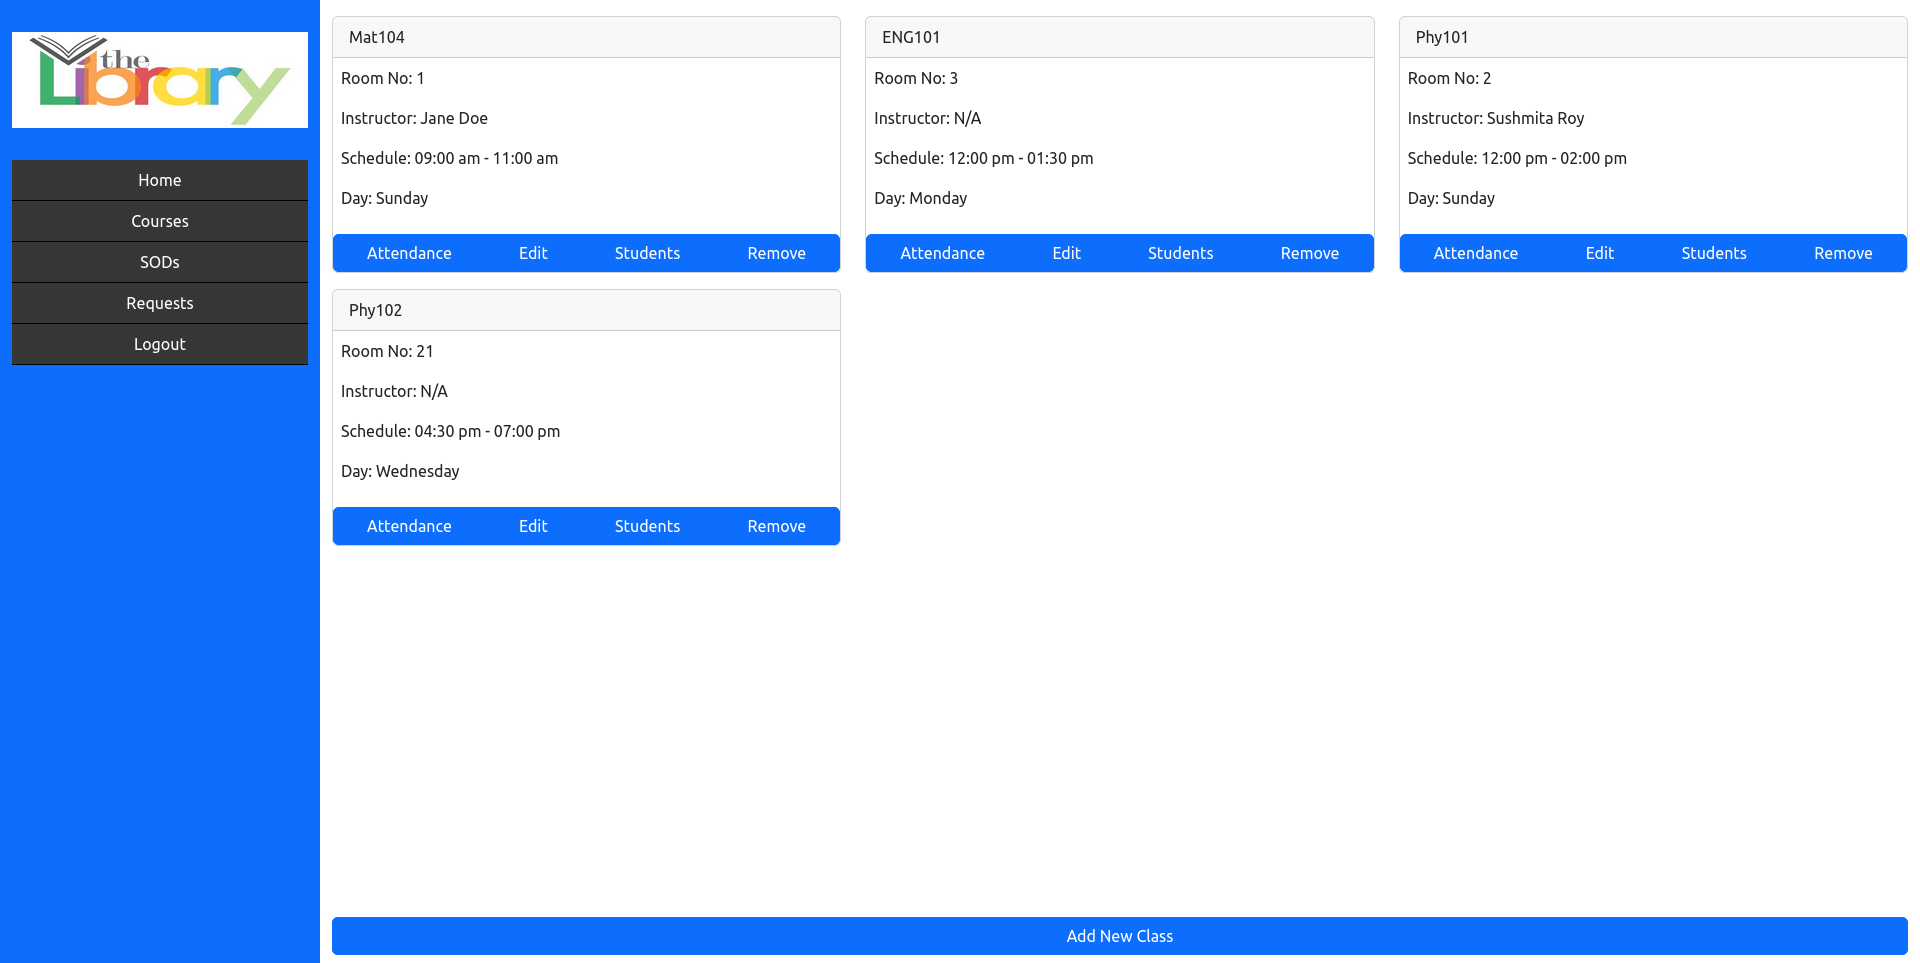 the
Library
Home
Courses
SODs
Requests
Logout
Mat104
Room No: 1
Instructor: Jane Doe
Schedule: 09:00 am - 11:00 am
Day: Sunday
Attendance Edit Students Remove
ENG101
Room No: 3
Instructor: N/A
Schedule: 12:00 pm - 01:30 pm
Day: Monday
Attendance Edit Students Remove
Phy101
Room No: 2
Instructor: Sushmita Roy
Schedule: 12:00 pm - 02:00 pm
Day: Sunday
Attendance Edit Students Remove
Phy102
Room No: 21
Instructor: N/A
Schedule: 04:30 pm - 07:00 pm
Day: Wednesday
Attendance Edit Students Remove
Add New Class